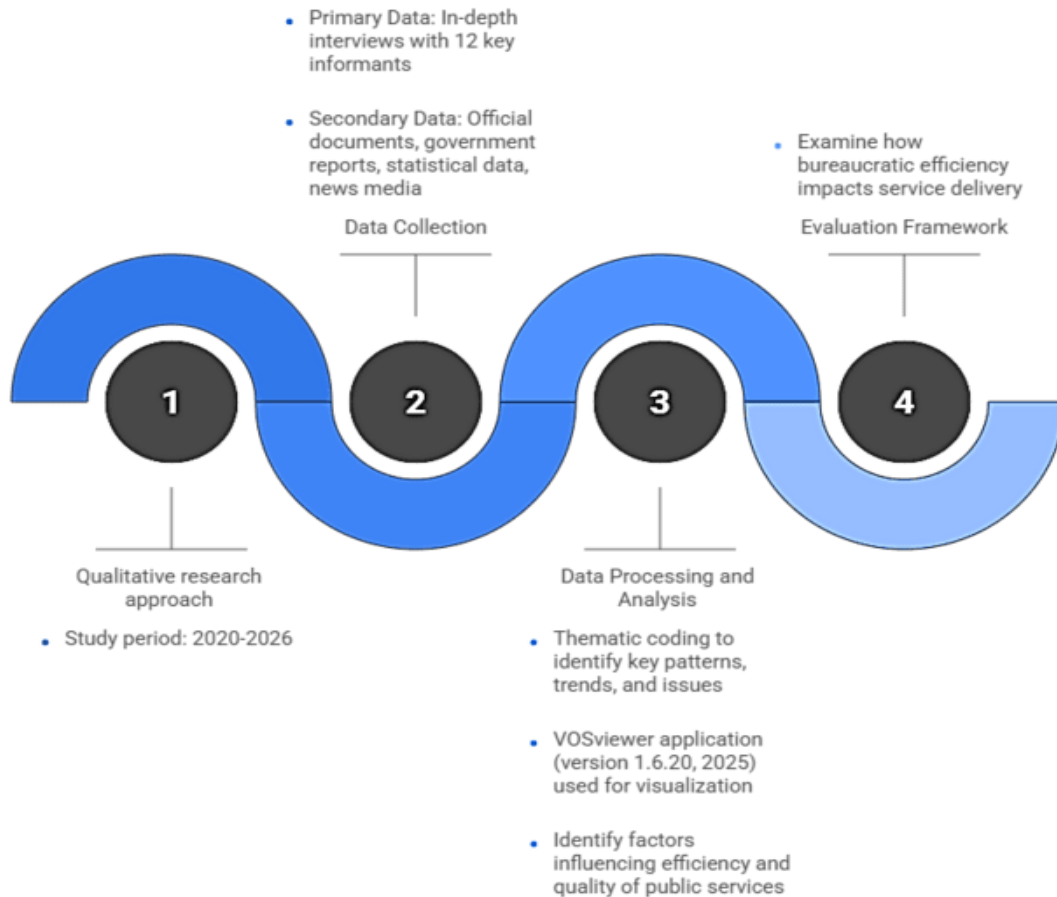 Primary Data: In-depth
interviews with 12 key
informants
Secondary Data: Official
documents, government
reports, statistical data,
news media
Data Collection
Examine how
bureaucratic efficiency
impacts service delivery
Evaluation Framework
1
2
3
4
Qualitative research
approach
Study period: 2020-2026
Data Processing and
Analysis
Thematic coding to
identify key patterns,
trends, and issues
VOSviewer application
(version 1.6.20, 2025)
used for visualization
Identify factors
influencing efficiency and
quality of public services